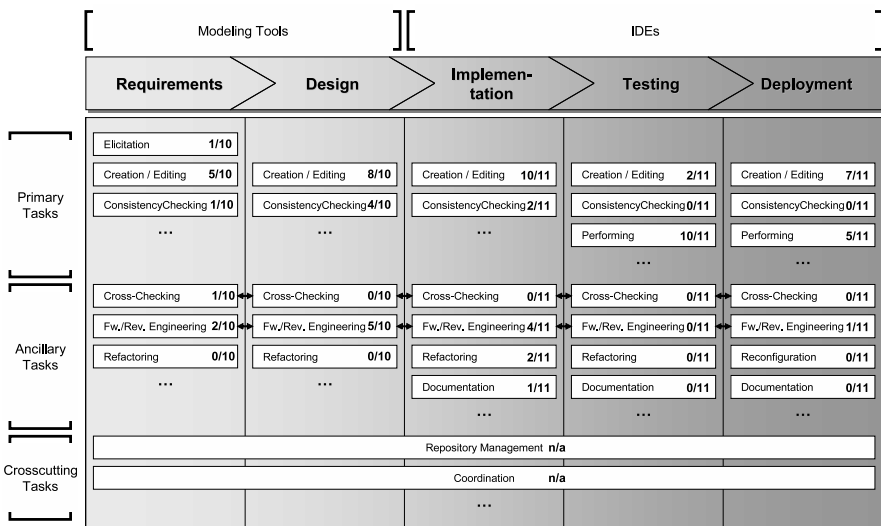 Modeling Tools IDEs
Requirements Design Implemen-
tation Testing Deployment
Primary
Tasks
Elicitation 1/10
Creation / Editing 5/10 Creation / Editing 8/10 Creation / Editing 10/11 Creation / Editing 2/11 Creation / Editing 7/11
ConsistencyChecking 1/10 ConsistencyChecking 4/10 ConsistencyChecking 2/11 ConsistencyChecking 0/11 ConsistencyChecking 0/11
... ... ... Performing 10/11 Performing 5/11
... ...
Ancillary
Tasks
Cross-Checking 1/10 Cross-Checking 0/10 Cross-Checking 0/11 Cross-Checking 0/11 Cross-Checking 0/11
Fw./Rev. Engineering 2/10 Fw./Rev. Engineering 5/10 Fw./Rev. Engineering 4/11 Fw./Rev. Engineering 0/11 Fw./Rev. Engineering 1/11
Refactoring 0/10 Refactoring 0/10 Refactoring 2/11 Refactoring 0/11 Reconfiguration 0/11
... ... Documentation 1/11 Documentation 0/11 Documentation 0/11
... ... ...
Crosscutting
Tasks
Repository Management n/a
Coordination n/a
...